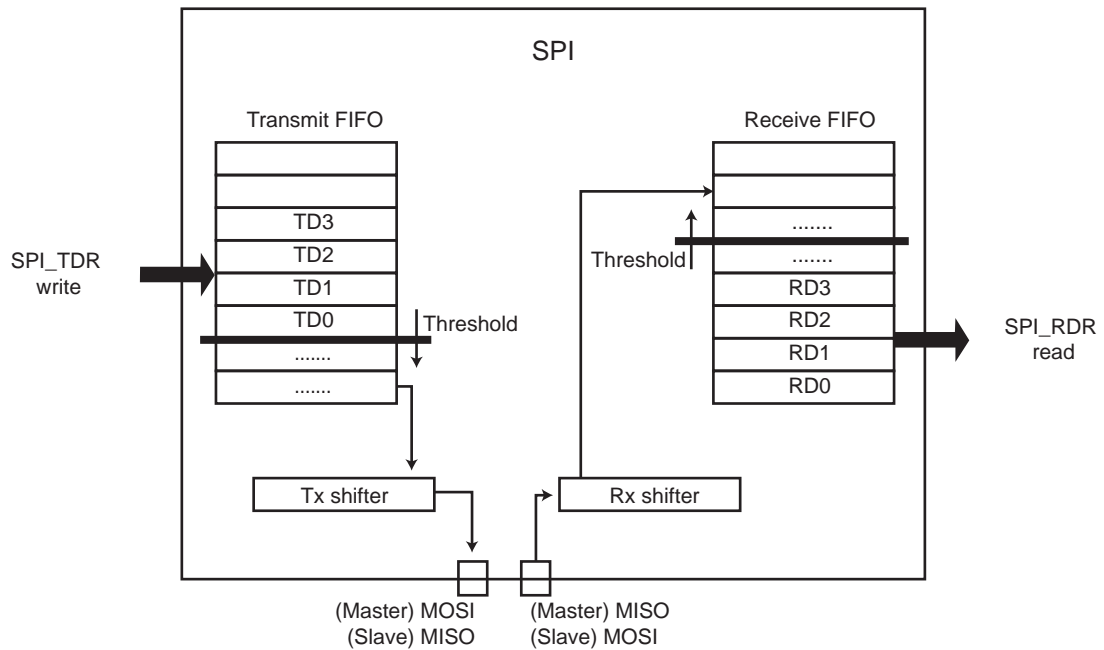 SPI
Transmit FIFO
TD3
TD2
TD1
TD0
.......
.......
SPI_TDR
write
Threshold
Receive FIFO
.......
.......
RD3
RD2
RD1
RD0
Threshold
SPI_RDR
read
Tx shifter
Rx shifter
(Master) MOSI
(Slave) MISO
(Master) MISO
(Slave) MOSI